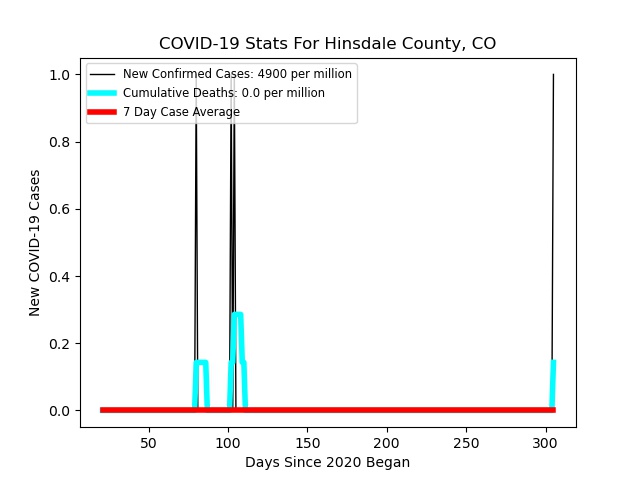 COVID-19 Stats For Hinsdale County, CO
New Confirmed Cases: 4900 per million
Cumulative Deaths: 0.0 per million
7 Day Case Average
New COVID-19 Cases
1.0
0.8
0.6
0.4
0.2
0.0
50 100 150 200 250 300
Days Since 2020 Began